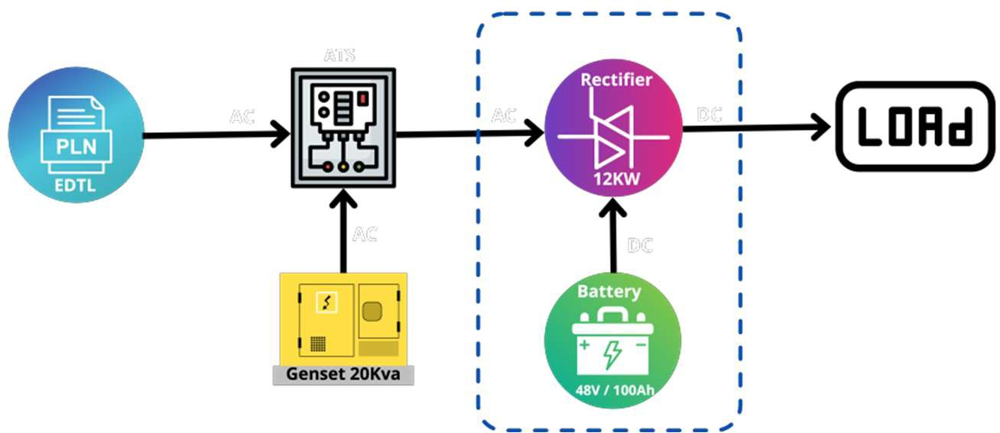 ATS
PLN
EDTL
AC
AC
Rectifier
12KW
DC
LOAd
AC
Genset 20Kva
DC
Battery
+ −
48V / 100Ah